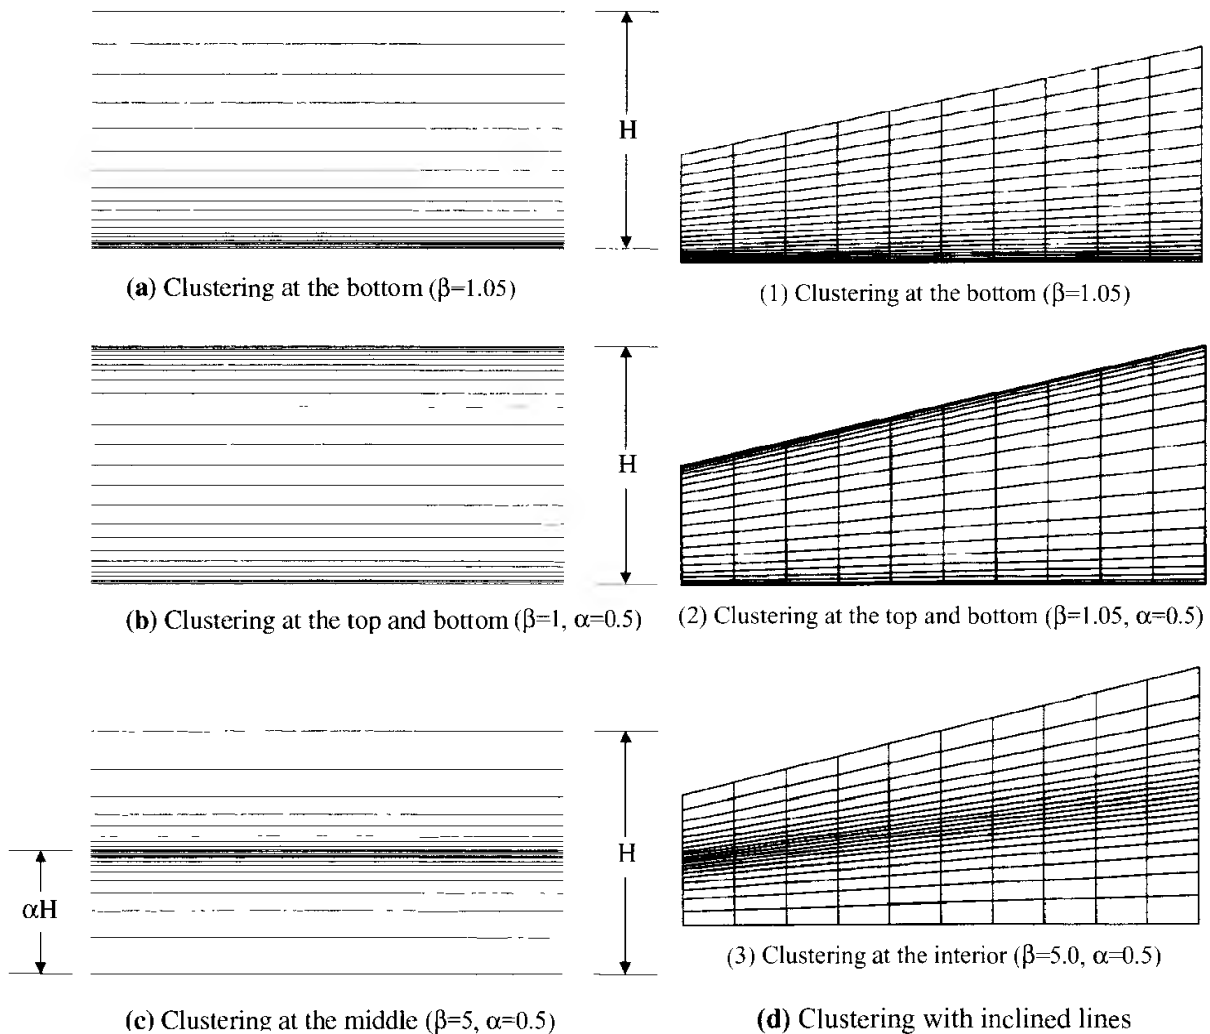 H
(a) Clustering at the bottom (β=1.05)
(1) Clustering at the bottom (β=1.05)
H
(b) Clustering at the top and bottom (β=1, α=0.5)
(2) Clustering at the top and bottom (β=1.05, α=0.5)
H
αH
(3) Clustering at the interior (β=5.0, α=0.5)
(c) Clustering at the middle (β=5, α=0.5)
(d) Clustering with inclined lines